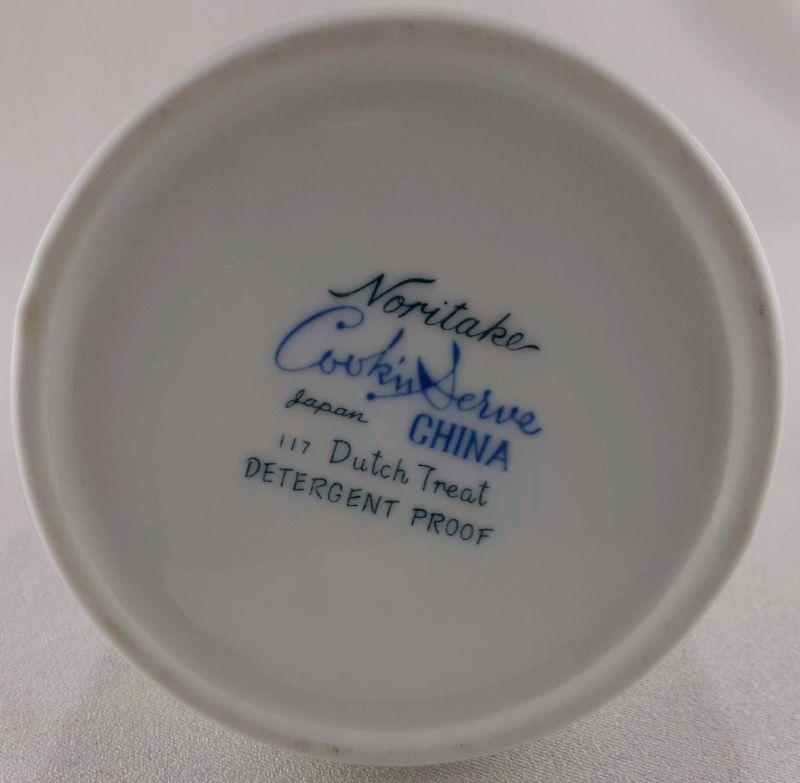 Noritake
Cook'n Serve
Japan CHINA
117 Dutch Treat
DETERGENT PROOF